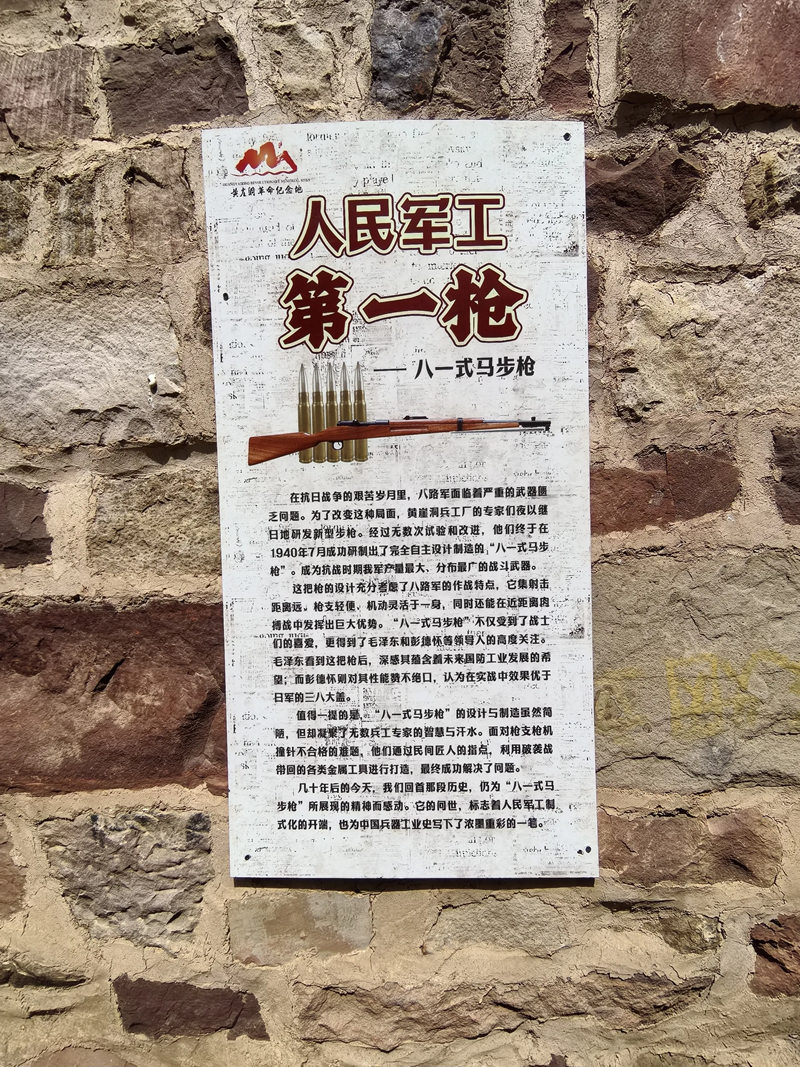 黄崖洞革命纪念地
人民军工
第一枪
—— 八一式马步枪
在抗日战争的艰苦岁月里，八路军面临着严重的武器匮
乏问题。为了改变这种局面，黄崖洞兵工厂的专家们夜以继
日地研发新型步枪。经过无数次试验和改进，他们终于在
1940年7月成功研制出了完全自主设计制造的“八一式马步
枪”。成为抗战时期我军产量最大、分布最广的战斗武器。
这把枪的设计充分考虑了八路军的作战特点，它集射击
距离远。枪支轻便、机动灵活于一身，同时还能在近距离肉
搏战中发挥出巨大优势。“八一式马步枪”不仅受到了战士
们的喜爱，更得到了毛泽东和彭德怀等领导人的高度关注。
毛泽东看到这把枪后，深感其蕴含着未来国防工业发展的希
望；而彭德怀则对其性能赞不绝口，认为在实战中效果优于
日军的三八大盖。
值得一提的是，“八一式马步枪”的设计与制造虽然简
陋，但却凝聚了无数兵工专家的智慧与汗水。面对枪支枪机
撞针不合格的难题，他们通过民间匠人的指点，利用破袭战
带回的各类金属工具进行打造，最终成功解决了问题。
几十年后的今天，我们回首那段历史，仍为“八一式马
步枪”所展现的精神而感动。它的问世，标志着人民军工制
式化的开端，也为中国兵器工业史写下了浓墨重彩的一笔。